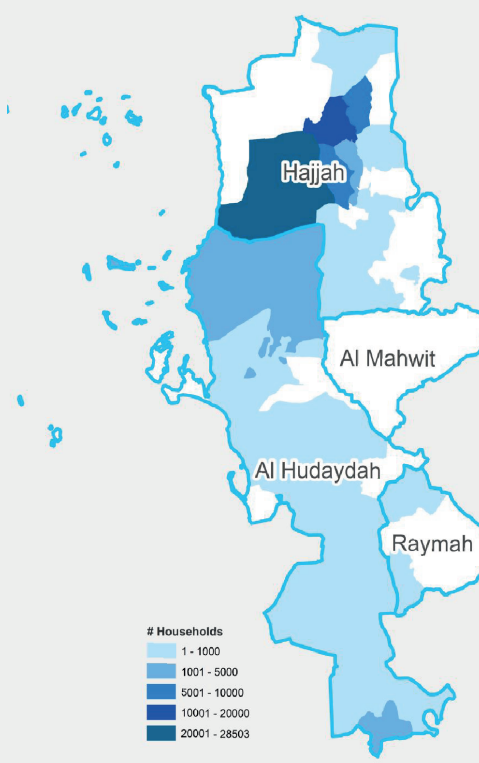 Hajjah
Al Mahwit
Al Hudaydah
Raymah
# Households
1 - 1000
1001 - 5000
5001 - 10000
10001 - 20000
20001 - 28503